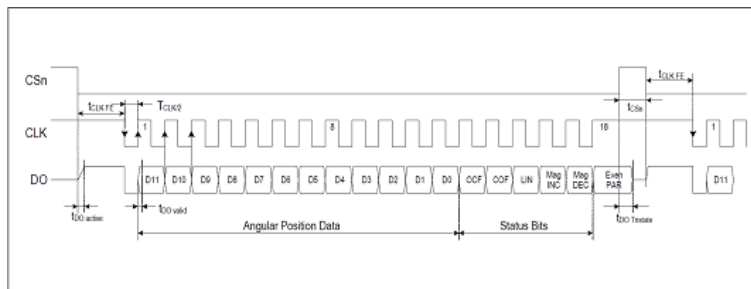 CSn
tCLK FE
TCLK/2
tCSn
tCLK FE
CLK
1
8
18
1
DO
D11 D10 D9 D8 D7 D6 D5 D4 D3 D2 D1 D0 OCF COF LIN Mag INC Mag DEC Even PAR D11
tDO active
tDO valid
tDO Tristate
Angular Position Data
Status Bits